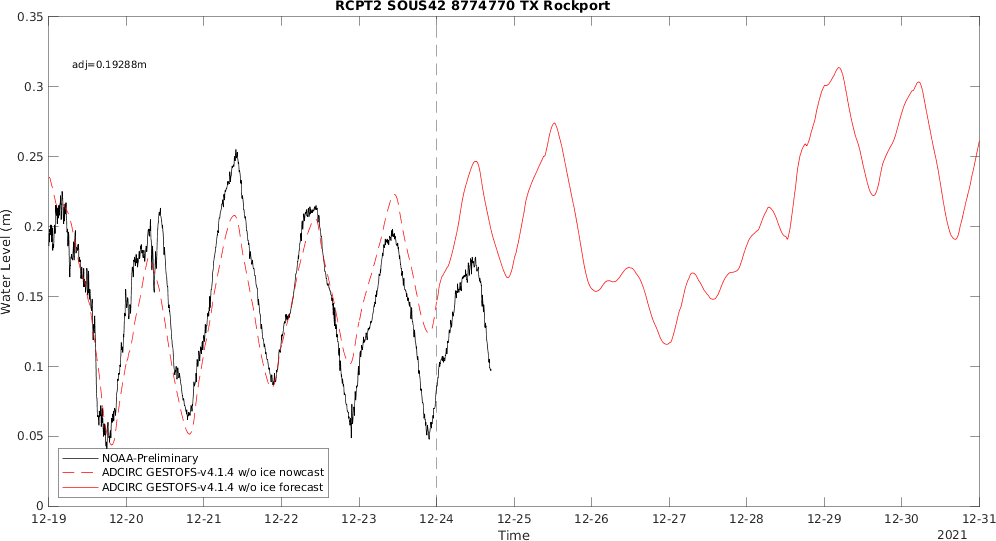 RCPT2 SOUS42 8774770 TX Rockport
adj=0.19288m
0.35
0.3
0.25
0.2
0.15
0.1
0.05
0
Water Level (m)
NOAA-Preliminary
ADCIRC GESTOFS-v4.1.4 w/o ice nowcast
ADCIRC GESTOFS-v4.1.4 w/o ice forecast
12-19 12-20 12-21 12-22 12-23 12-24 12-25 12-26 12-27 12-28 12-29 12-30 12-31
Time
2021